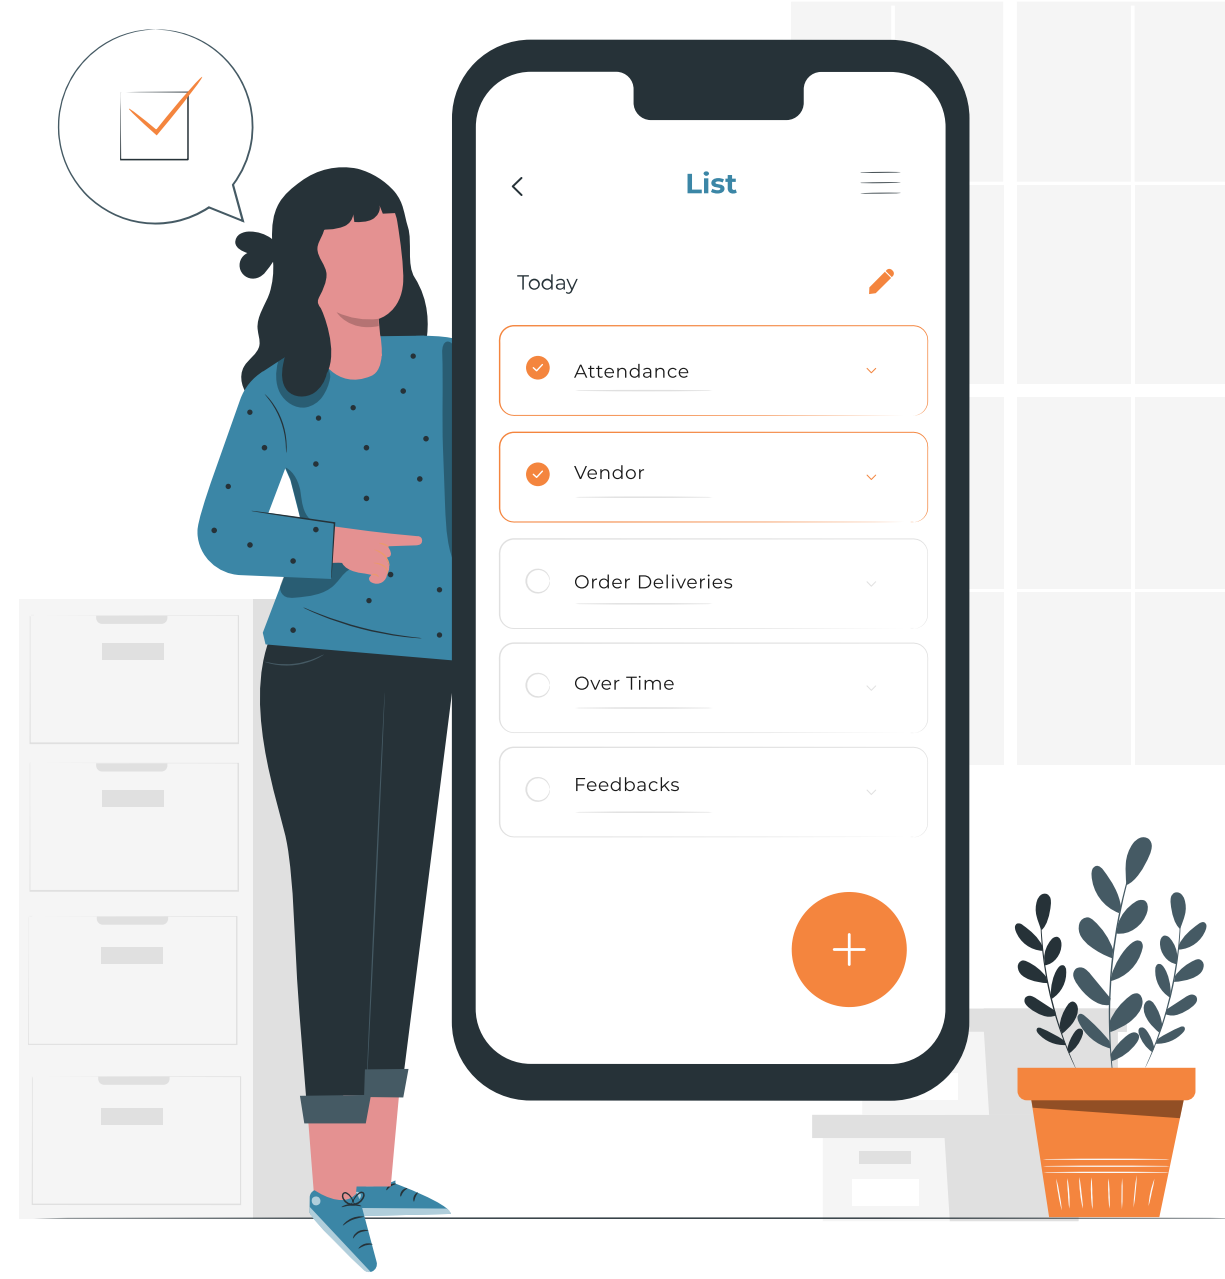 List
Today
Attendance
Vendor
Order Deliveries
Over Time
Feedbacks